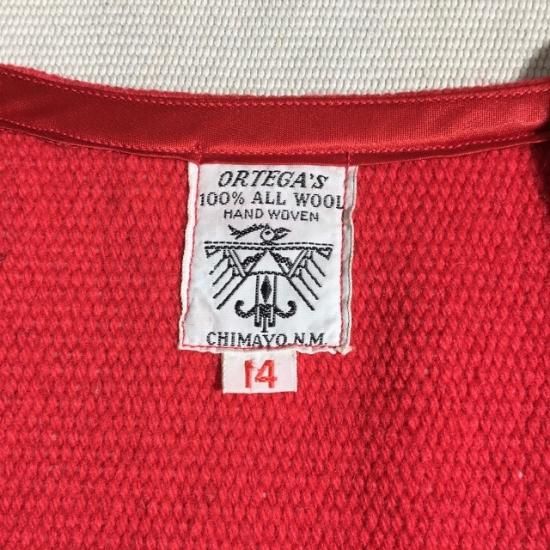 ORTEGA'S
100% ALL WOOL
HAND WOVEN
CHIMAYO, N.M.
14